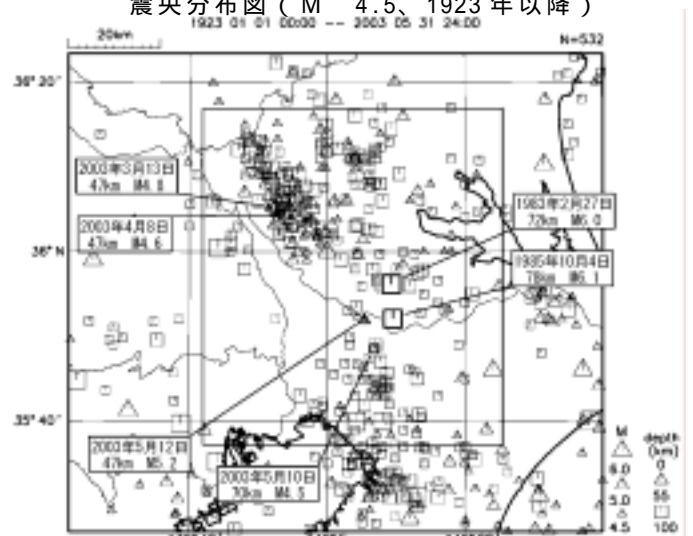 震央分布図（M 4.5、1923年以降）
1923 01 01 00:00 -- 2003 05 31 24:00
20km
N=532
36°20′
2003年3月13日
47km M4.8
1983年2月27日
72km M6.0
2003年4月8日
47km M4.6
36°N
1985年10月4日
78km M6.1
35°40′
2003年5月12日
47km M5.2
2003年5月10日
70km M4.5
M
6.0
5.0
4.5
depth
(km)
0
55
100